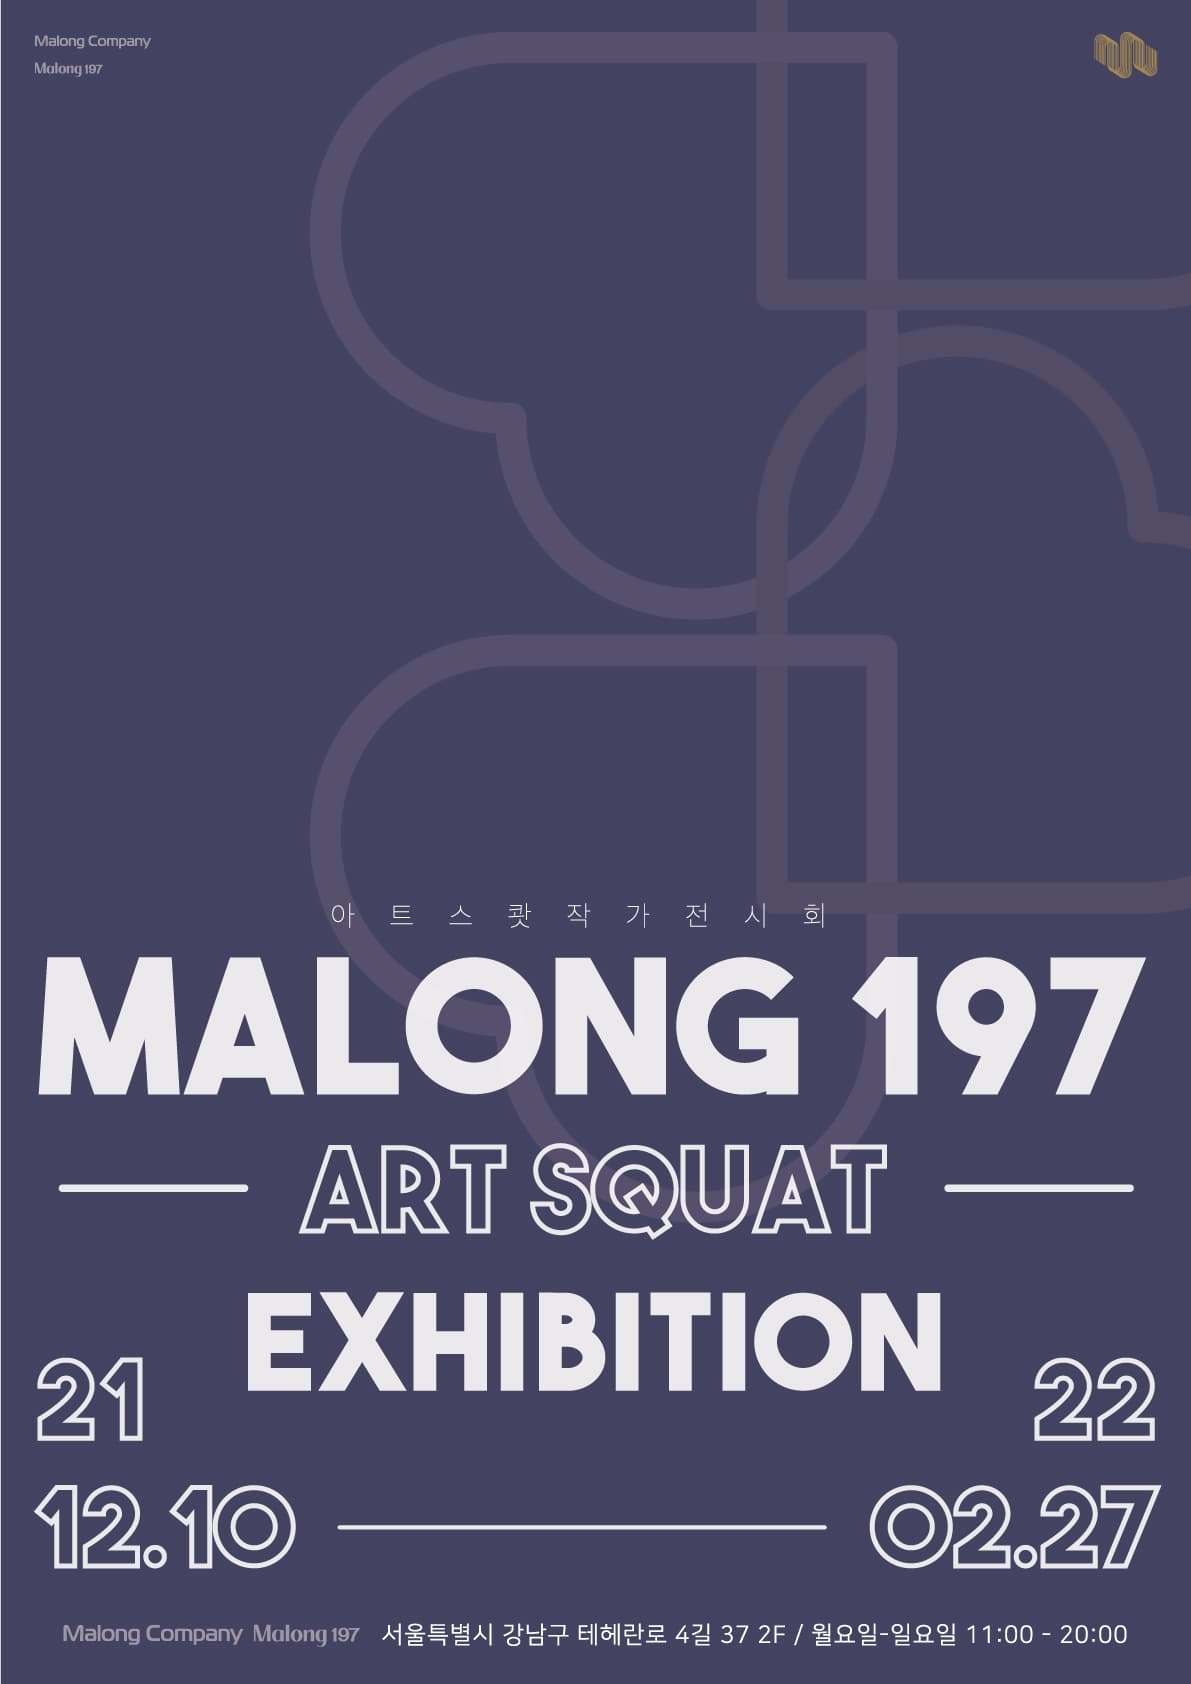 Malong Company
Malong 197
아트스쾃작가전시회
MALONG 197
ART SQUAT
EXHIBITION
21 22
12.10 02.27
Malong Company Malong 197 서울특별시 강남구 테헤란로 4길 37 2F / 월요일-일요일 11:00 - 20:00